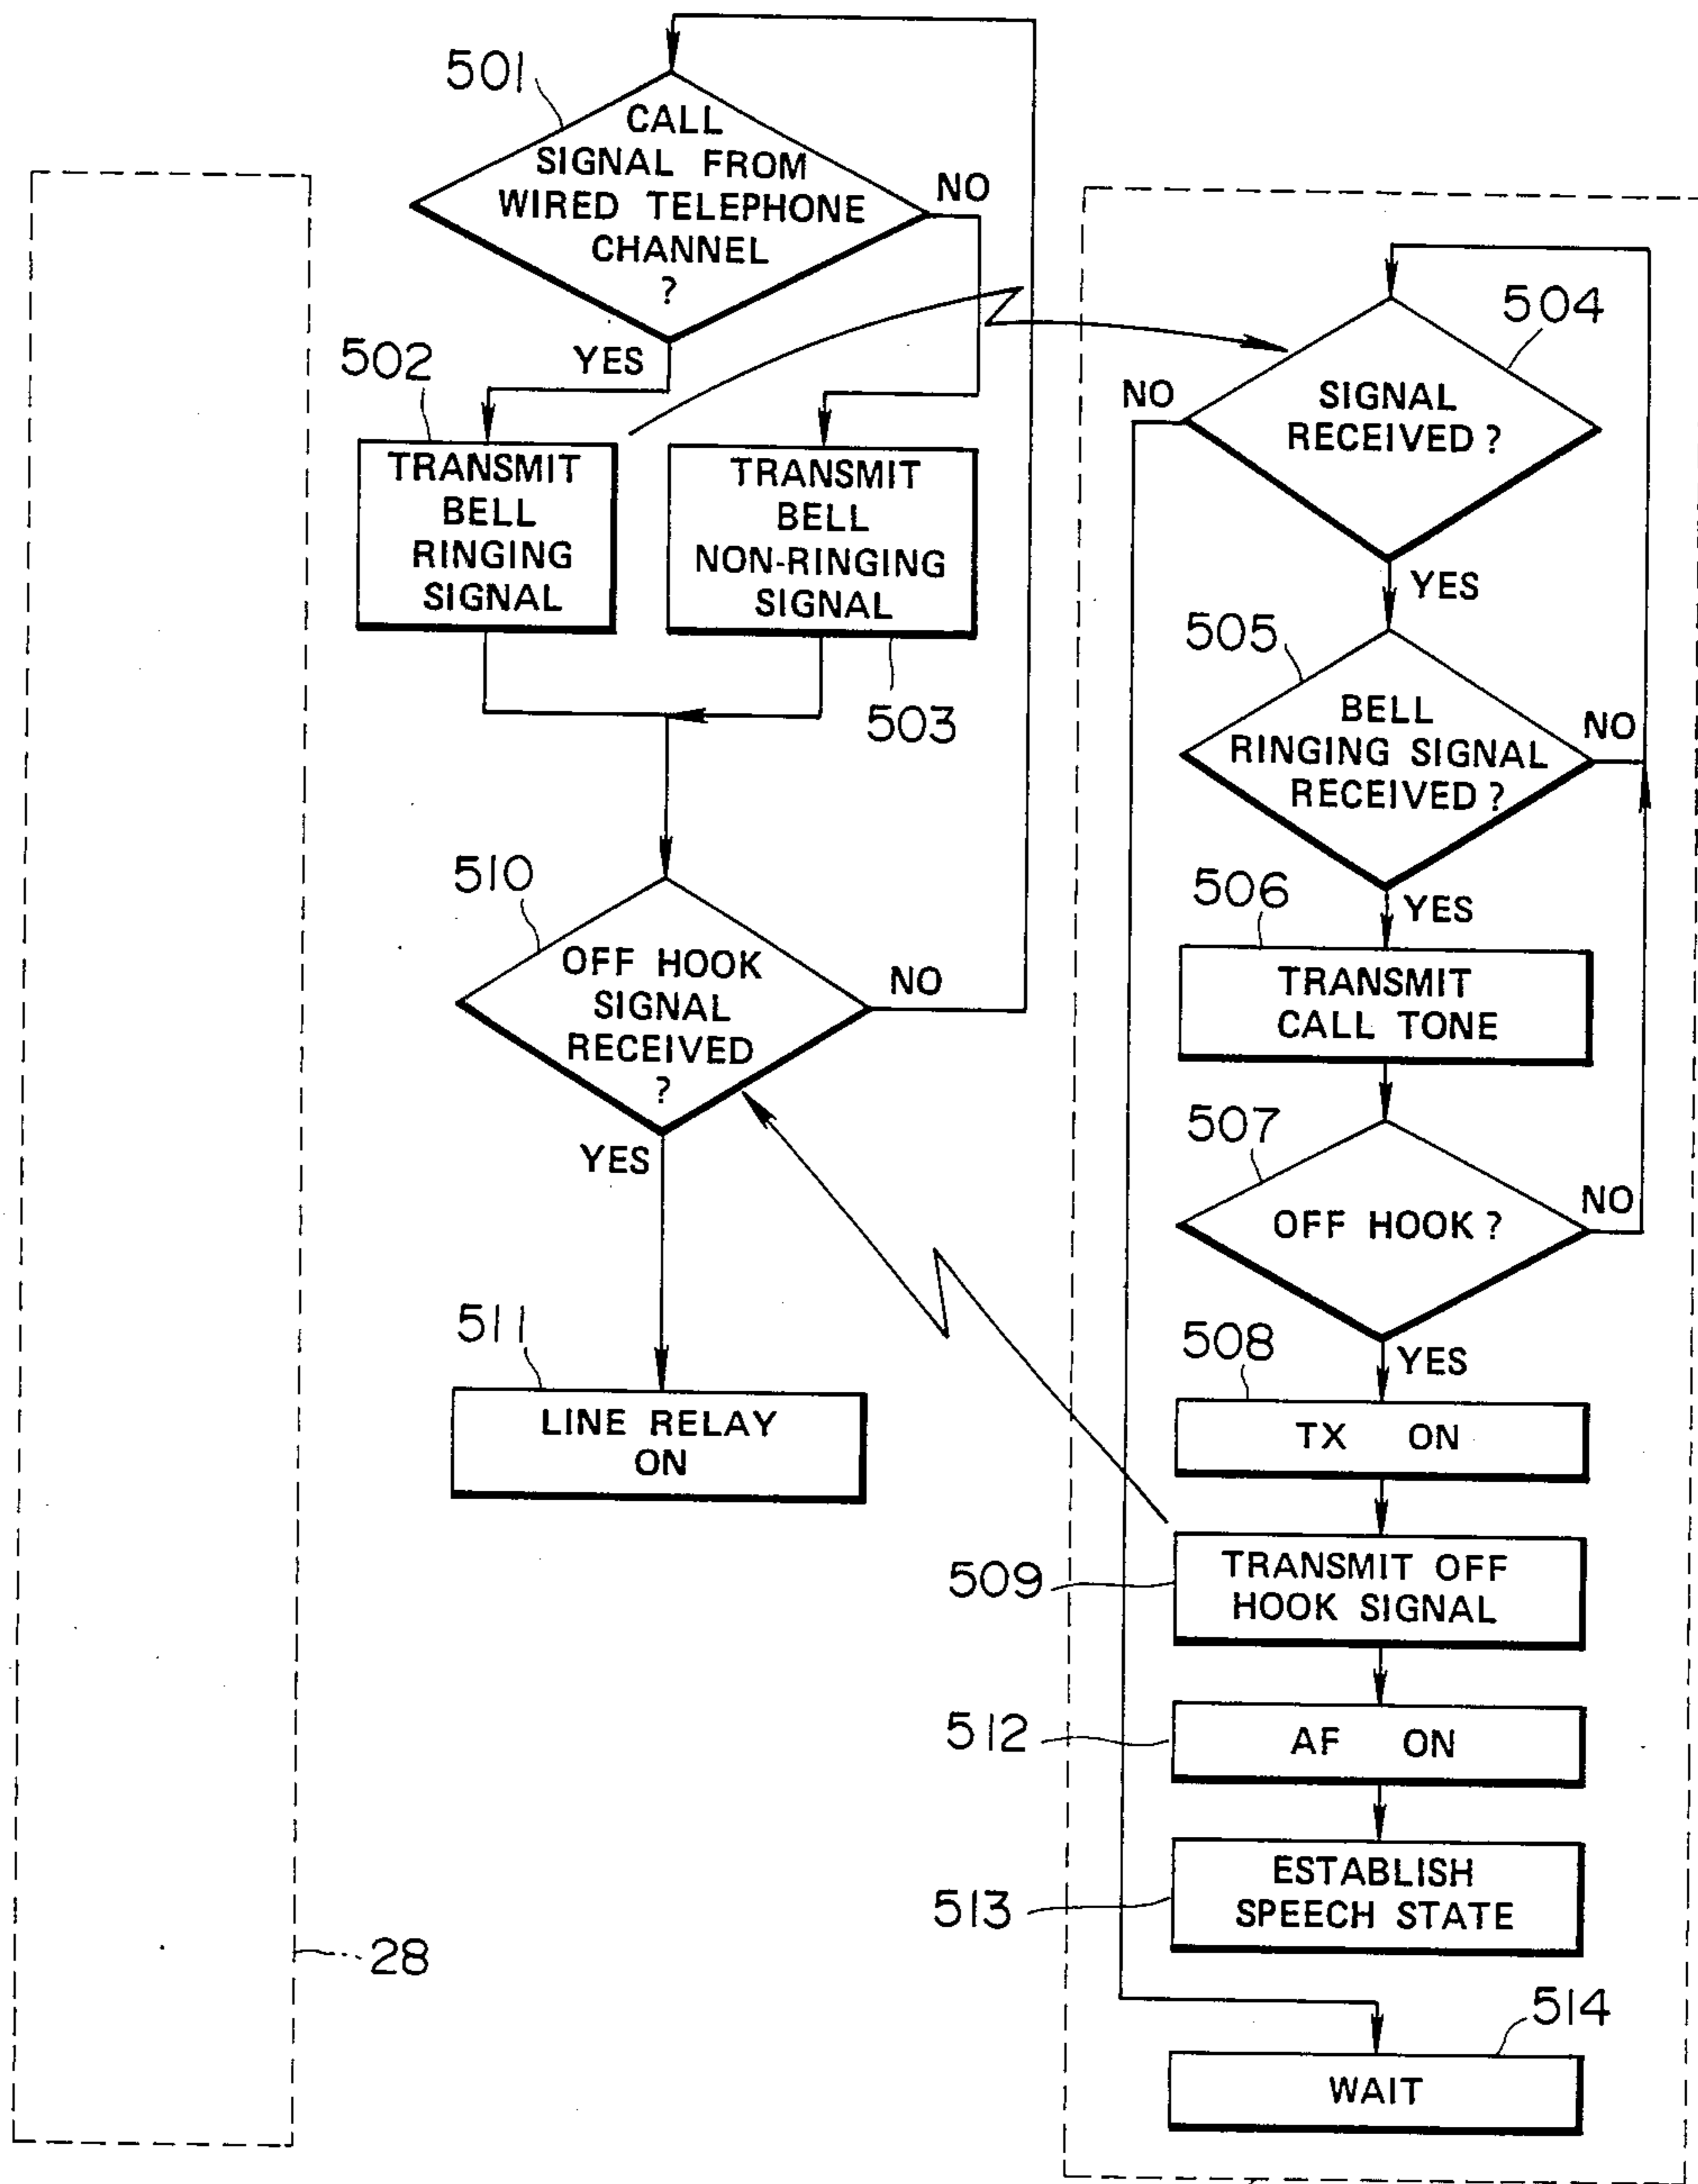 501
CALL
SIGNAL FROM
WIRED TELEPHONE
CHANNEL
?
NO
YES
502
TRANSMIT
BELL
RINGING
SIGNAL
TRANSMIT
BELL
NON-RINGING
SIGNAL
503
510
OFF HOOK
SIGNAL
RECEIVED
?
NO
YES
511
LINE RELAY
ON
28
504
NO
SIGNAL
RECEIVED ?
YES
505
BELL
RINGING SIGNAL
RECEIVED ?
NO
506
YES
TRANSMIT
CALL TONE
507
OFF HOOK ?
NO
508
YES
TX ON
509
TRANSMIT OFF
HOOK SIGNAL
512
AF ON
513
ESTABLISH
SPEECH STATE
514
WAIT